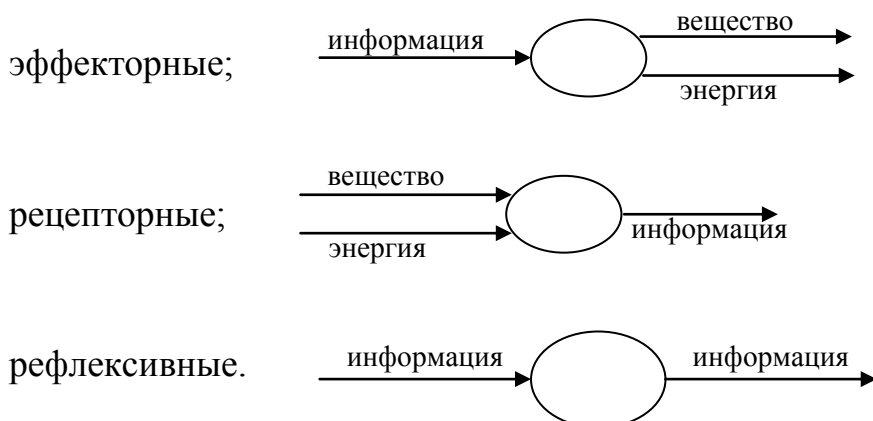 эффекторные;
информация
вещество
энергия
рецепторные;
вещество
энергия
информация
рефлексивные.
информация
информация